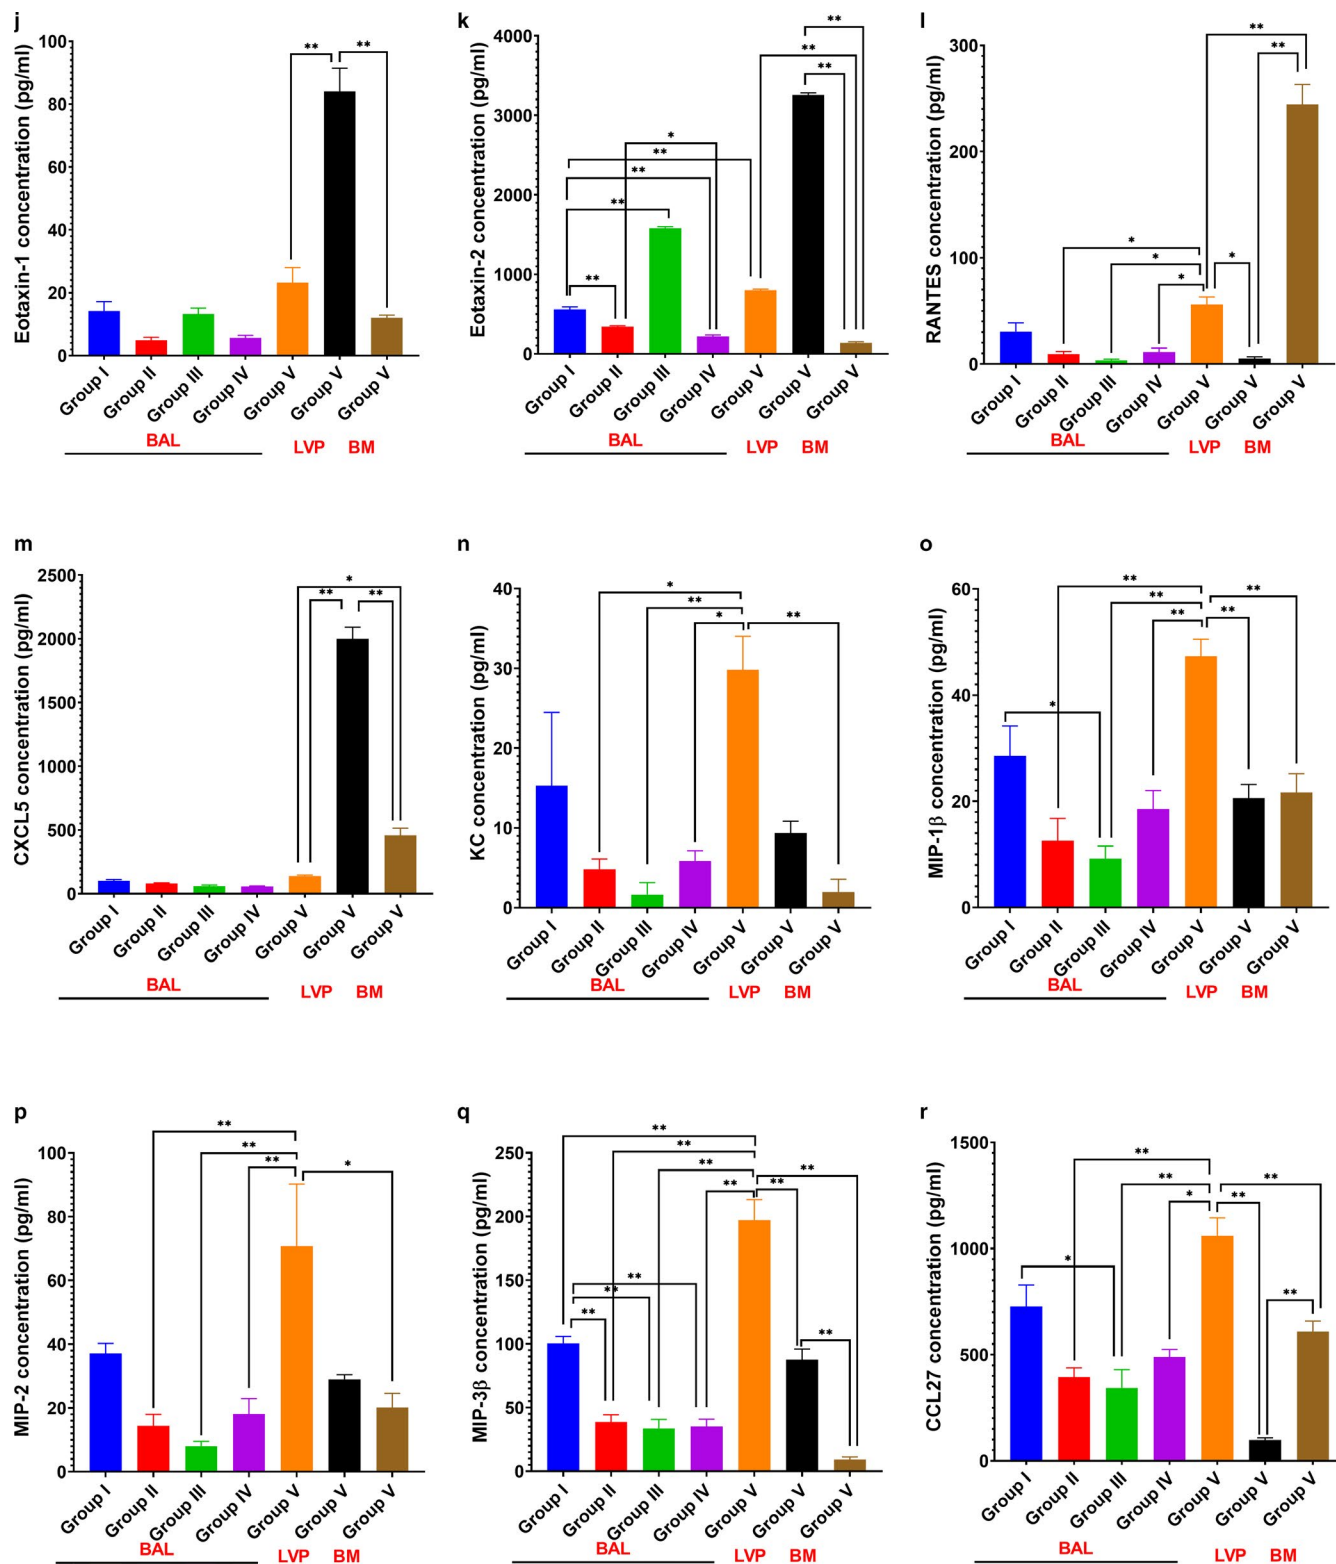 j
Eotaxin-1 concentration (pg/ml)
100
80
60
40
20
0
**
**
Group I
Group II
Group III
Group IV
Group V
Group V
Group V
BAL
LVP
BM
k
Eotaxin-2 concentration (pg/ml)
4000
3000
2000
1000
0
**
**
**
*
**
**
**
**
Group I
Group II
Group III
Group IV
Group V
Group V
Group V
BAL
LVP
BM
l
RANTES concentration (pg/ml)
300
200
100
0
**
**
*
*
*
*
Group I
Group II
Group III
Group IV
Group V
Group V
Group V
BAL
LVP
BM
m
CXCL5 concentration (pg/ml)
2500
2000
1500
1000
500
0
*
**
**
Group I
Group II
Group III
Group IV
Group V
Group V
Group V
BAL
LVP
BM
n
KC concentration (pg/ml)
40
30
20
10
0
*
**
*
**
Group I
Group II
Group III
Group IV
Group V
Group V
Group V
BAL
LVP
BM
o
MIP-1β concentration (pg/ml)
60
40
20
0
**
**
**
**
**
*
Group I
Group II
Group III
Group IV
Group V
Group V
Group V
BAL
LVP
BM
p
MIP-2 concentration (pg/ml)
100
80
60
40
20
0
**
**
**
*
Group I
Group II
Group III
Group IV
Group V
Group V
Group V
BAL
LVP
BM
q
MIP-3β concentration (pg/ml)
250
200
150
100
50
0
**
**
**
**
**
**
**
**
**
**
Group I
Group II
Group III
Group IV
Group V
Group V
Group V
BAL
LVP
BM
r
CCL27 concentration (pg/ml)
1500
1000
500
0
**
**
**
*
**
*
**
Group I
Group II
Group III
Group IV
Group V
Group V
Group V
BAL
LVP
BM